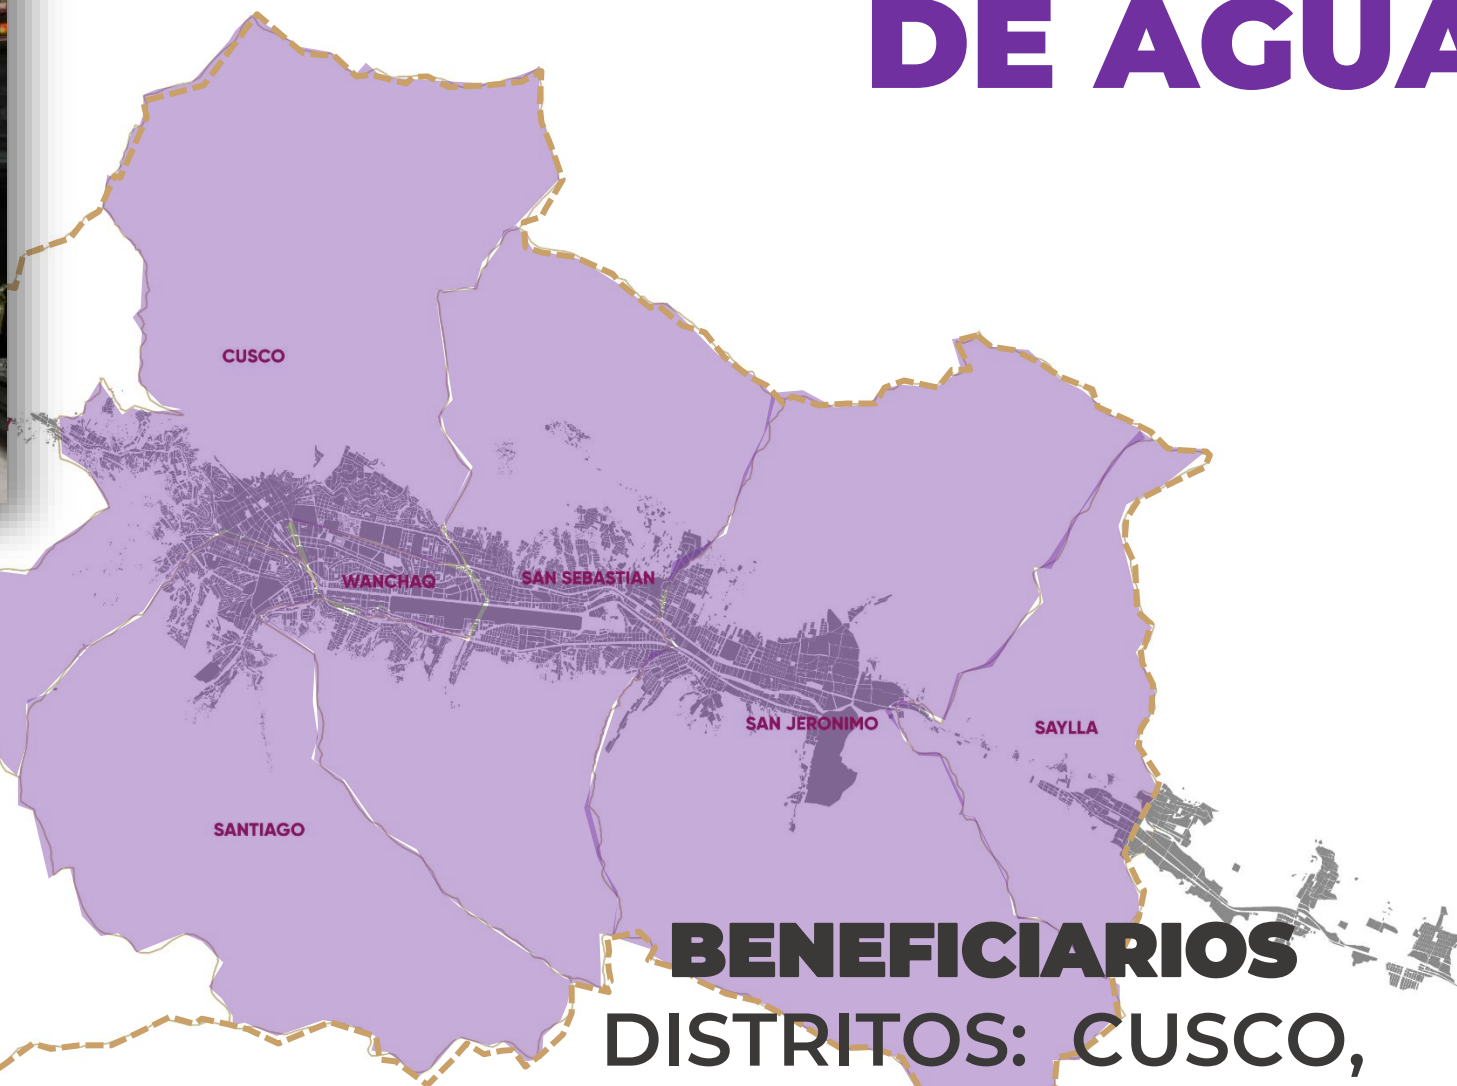 DE AGUA
CUSCO
WANCHAQ
SAN SEBASTIAN
SAN JERONIMO
SAYLLA
SANTIAGO
BENEFICIARIOS
DISTRITOS: CUSCO,